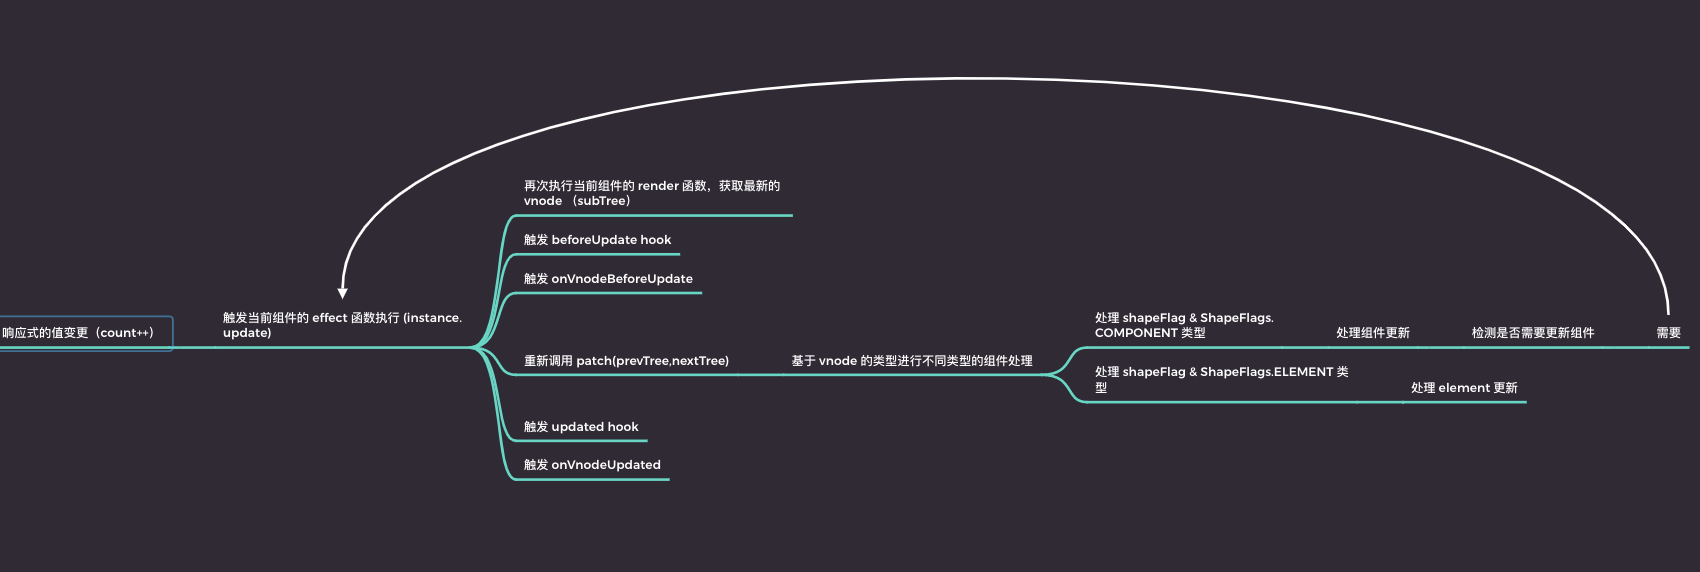 响应式的值变更（count++）
触发当前组件的 effect 函数执行 (instance.
update)
再次执行当前组件的 render 函数，获取最新的
vnode （subTree）
触发 beforeUpdate hook
触发 onVnodeBeforeUpdate
重新调用 patch(prevTree,nextTree)
基于 vnode 的类型进行不同类型的组件处理
处理 shapeFlag & ShapeFlags.
COMPONENT 类型
处理组件更新
检测是否需要更新组件
需要
处理 shapeFlag & ShapeFlags.ELEMENT 类
型
处理 element 更新
触发 updated hook
触发 onVnodeUpdated